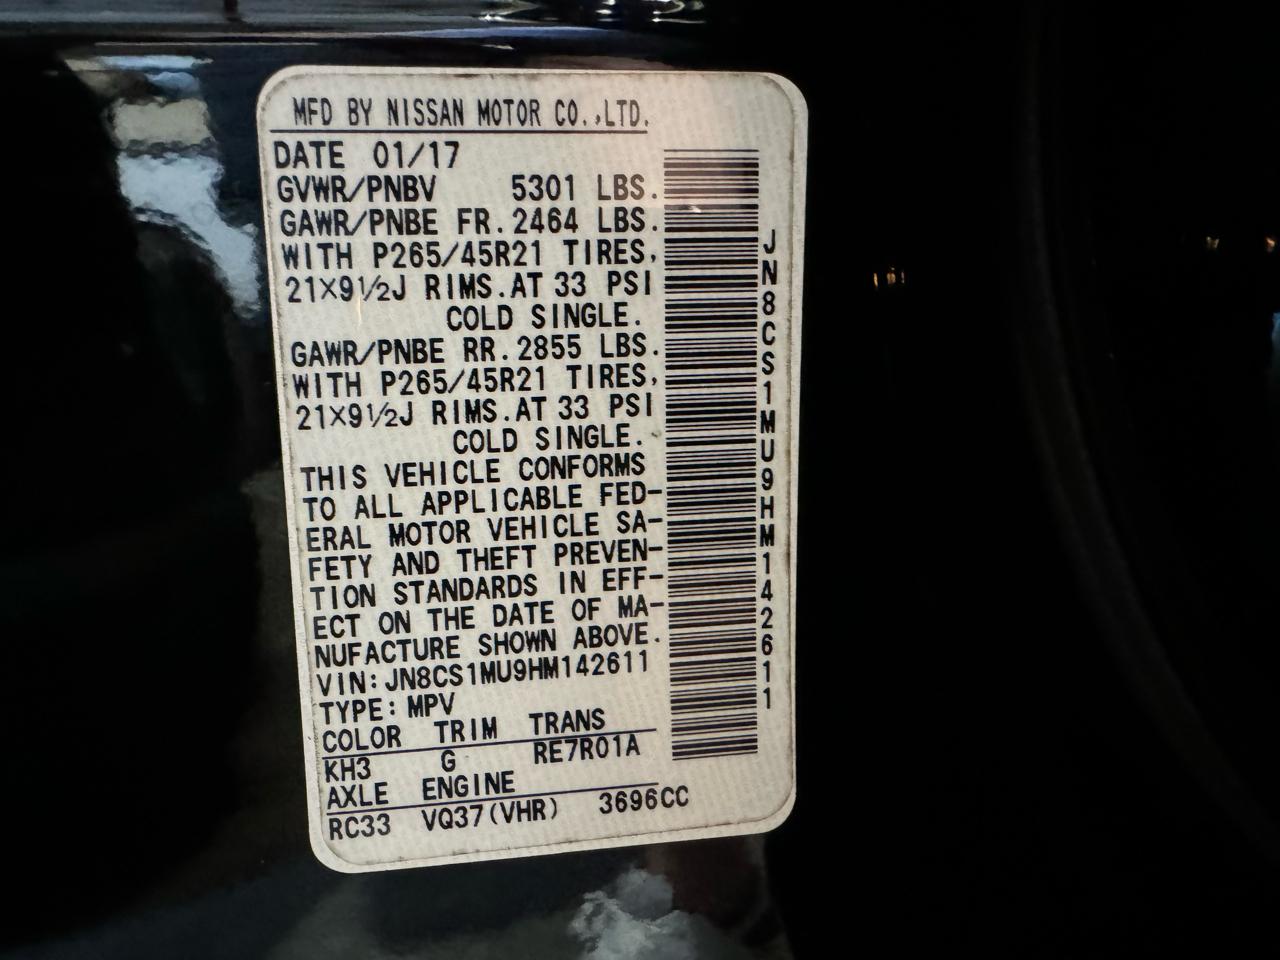 MFD BY NISSAN MOTOR CO.,LTD.
DATE 01/17
GVWR/PNBV 5301 LBS.
GAWR/PNBE FR. 2464 LBS.
WITH P265/45R21 TIRES,
21×9½J RIMS. AT 33 PSI
COLD SINGLE.
GAWR/PNBE RR. 2855 LBS.
WITH P265/45R21 TIRES,
21×9½J RIMS. AT 33 PSI
COLD SINGLE.
THIS VEHICLE CONFORMS
TO ALL APPLICABLE FED-
ERAL MOTOR VEHICLE SA-
FETY AND THEFT PREVEN-
TION STANDARDS IN EFF-
ECT ON THE DATE OF MA-
NUFACTURE SHOWN ABOVE.
VIN: JN8CS1MU9HM142611
TYPE: MPV
COLOR TRIM TRANS
KH3 G RE7R01A
AXLE ENGINE
RC33 VQ37(VHR) 3696CC
JN8CS1MU9HM142611